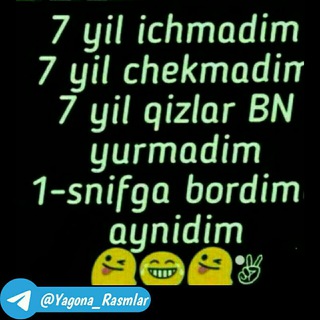 7 yil ichmadim
7 yil chekmadim
7 yil qizlar BN
yurmadim
1-snifga bordim
aynidim
@Yagona_Rasmlar